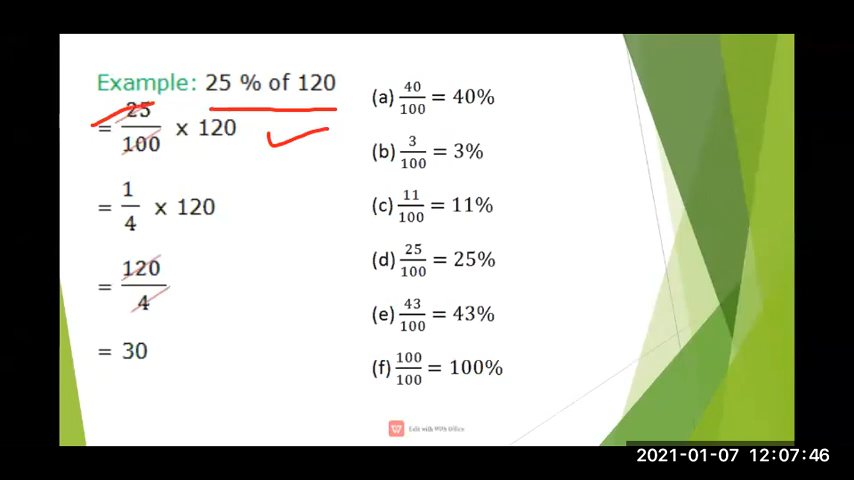 Example: 25 % of 120
= 25/100 x 120
= 1/4 x 120
= 120/4
= 30
(a) 40/100 = 40%
(b) 3/100 = 3%
(c) 11/100 = 11%
(d) 25/100 = 25%
(e) 43/100 = 43%
(f) 100/100 = 100%
Edit with WPS Office
2021-01-07 12:07:46